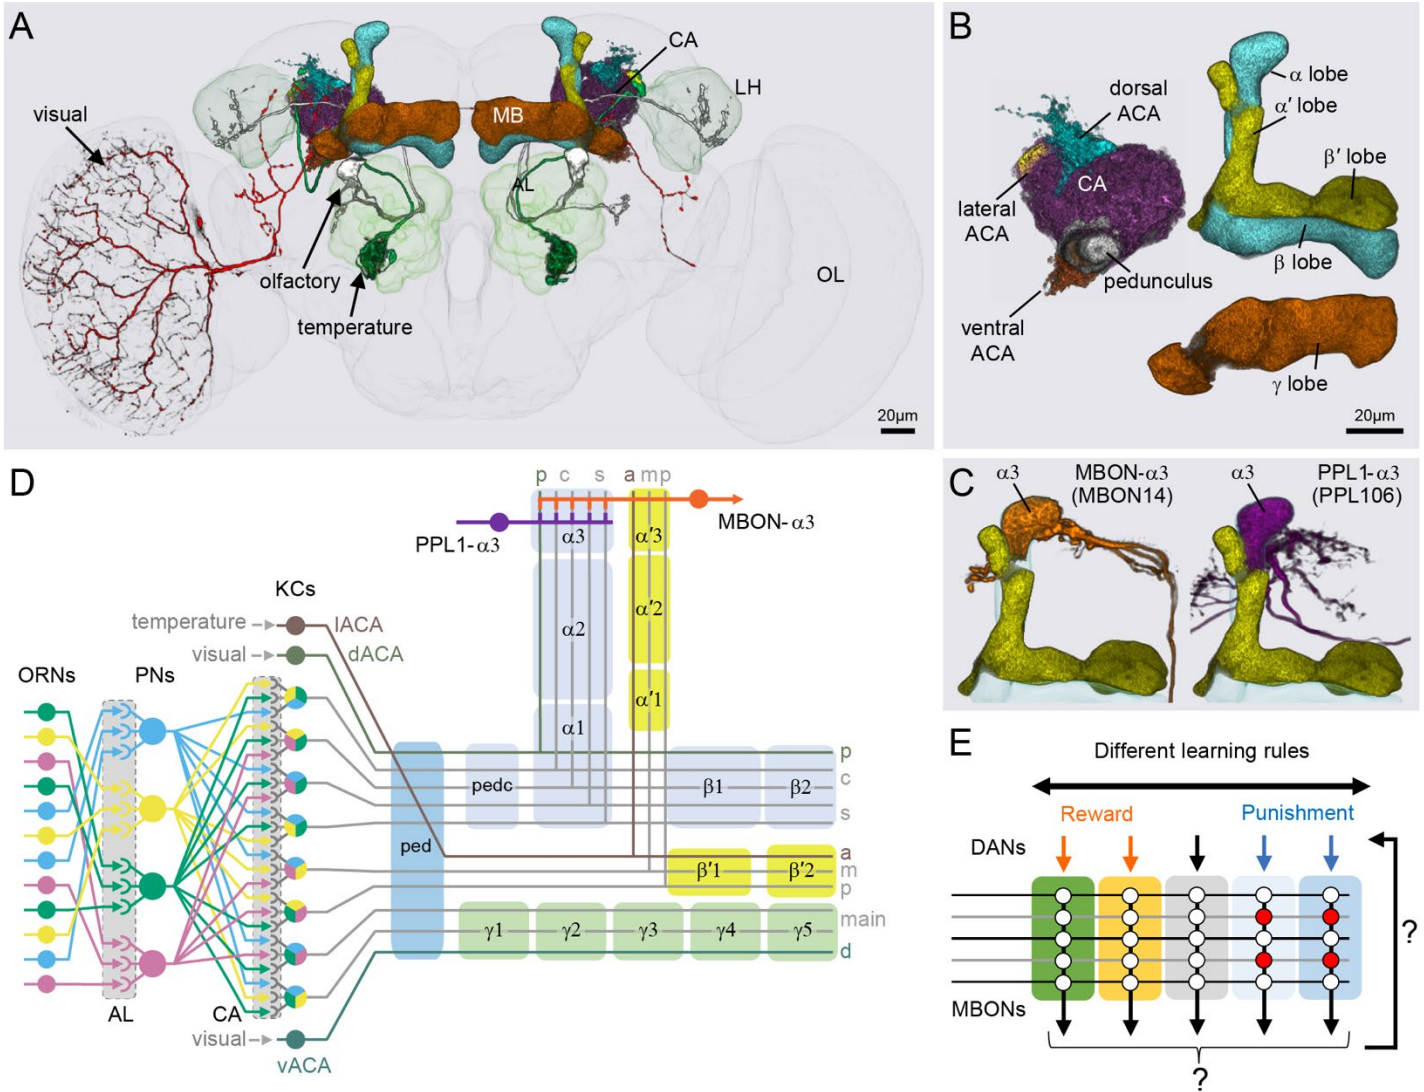 A
CA
LH
MB
visual
AL
olfactory
temperature
OL
20μm
B
dorsal
ACA
CA
lateral
ACA
pedunculus
ventral
ACA
α lobe
α′ lobe
β′ lobe
β lobe
γ lobe
20μm
C
α3
MBON-α3
(MBON14)
α3
PPL1-α3
(PPL106)
D
p c s a m p
MBON-α3
PPL1-α3
α3
α′3
α2
α′2
α1
α′1
KCs
temperature
lACA
visual
dACA
ORNs
PNs
AL
CA
visual
vACA
ped
pedc
β1
β2
p
c
s
β′1
β′2
a
m
p
γ1
γ2
γ3
γ4
γ5
main
d
E
Different learning rules
Reward
Punishment
DANs
MBONs
?
?